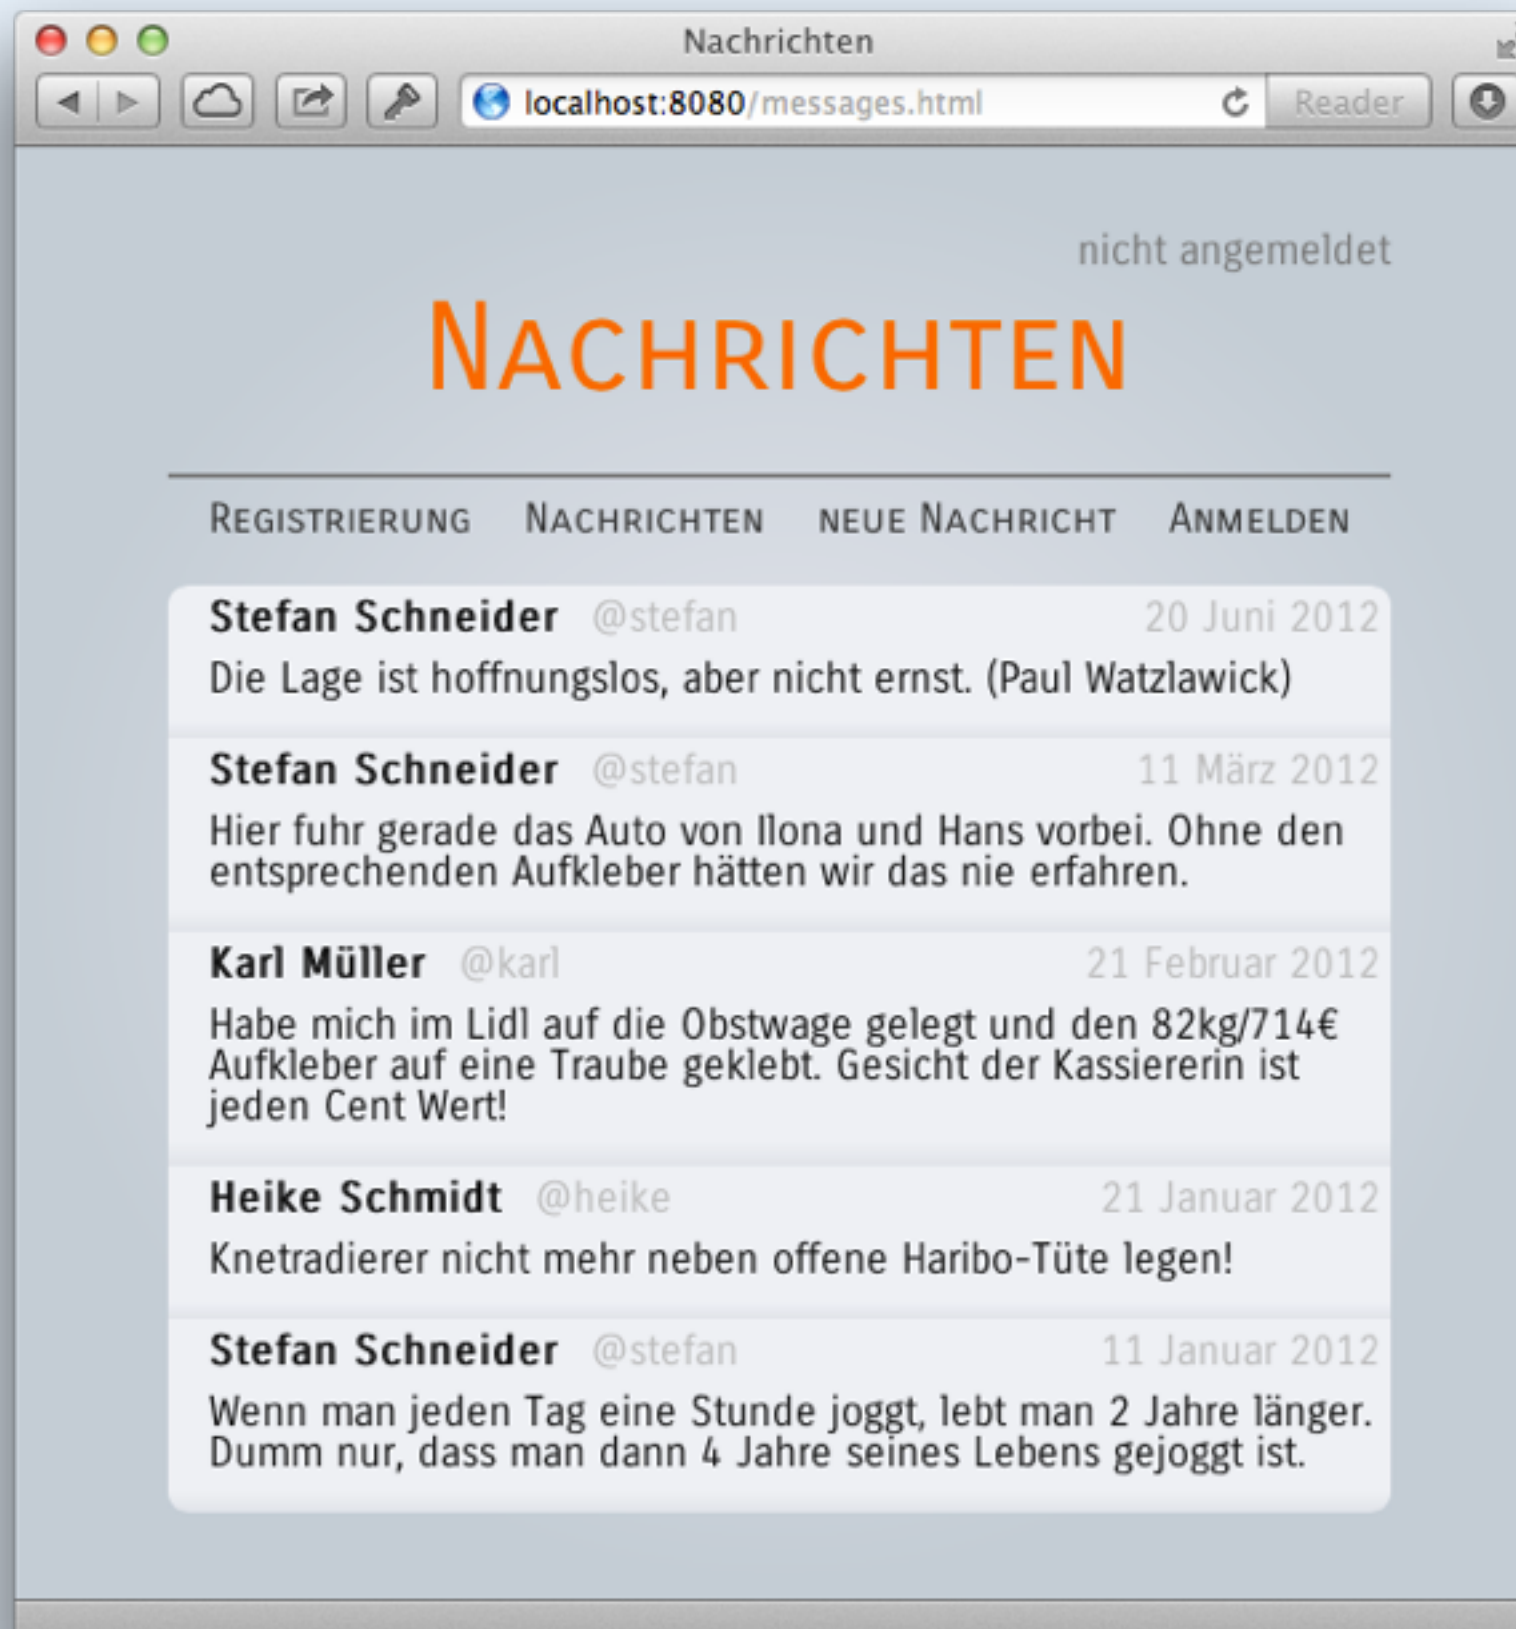 Nachrichten
localhost:8080/messages.html
Reader
nicht angemeldet
Nachrichten
Registrierung Nachrichten neue Nachricht Anmelden
Stefan Schneider @stefan 20 Juni 2012
Die Lage ist hoffnungslos, aber nicht ernst. (Paul Watzlawick)
Stefan Schneider @stefan 11 März 2012
Hier fuhr gerade das Auto von Ilona und Hans vorbei. Ohne den
entsprechenden Aufkleber hätten wir das nie erfahren.
Karl Müller @karl 21 Februar 2012
Habe mich im Lidl auf die Obstwage gelegt und den 82kg/714€
Aufkleber auf eine Traube geklebt. Gesicht der Kassiererin ist
jeden Cent Wert!
Heike Schmidt @heike 21 Januar 2012
Knetradierer nicht mehr neben offene Haribo-Tüte legen!
Stefan Schneider @stefan 11 Januar 2012
Wenn man jeden Tag eine Stunde joggt, lebt man 2 Jahre länger.
Dumm nur, dass man dann 4 Jahre seines Lebens gejoggt ist.